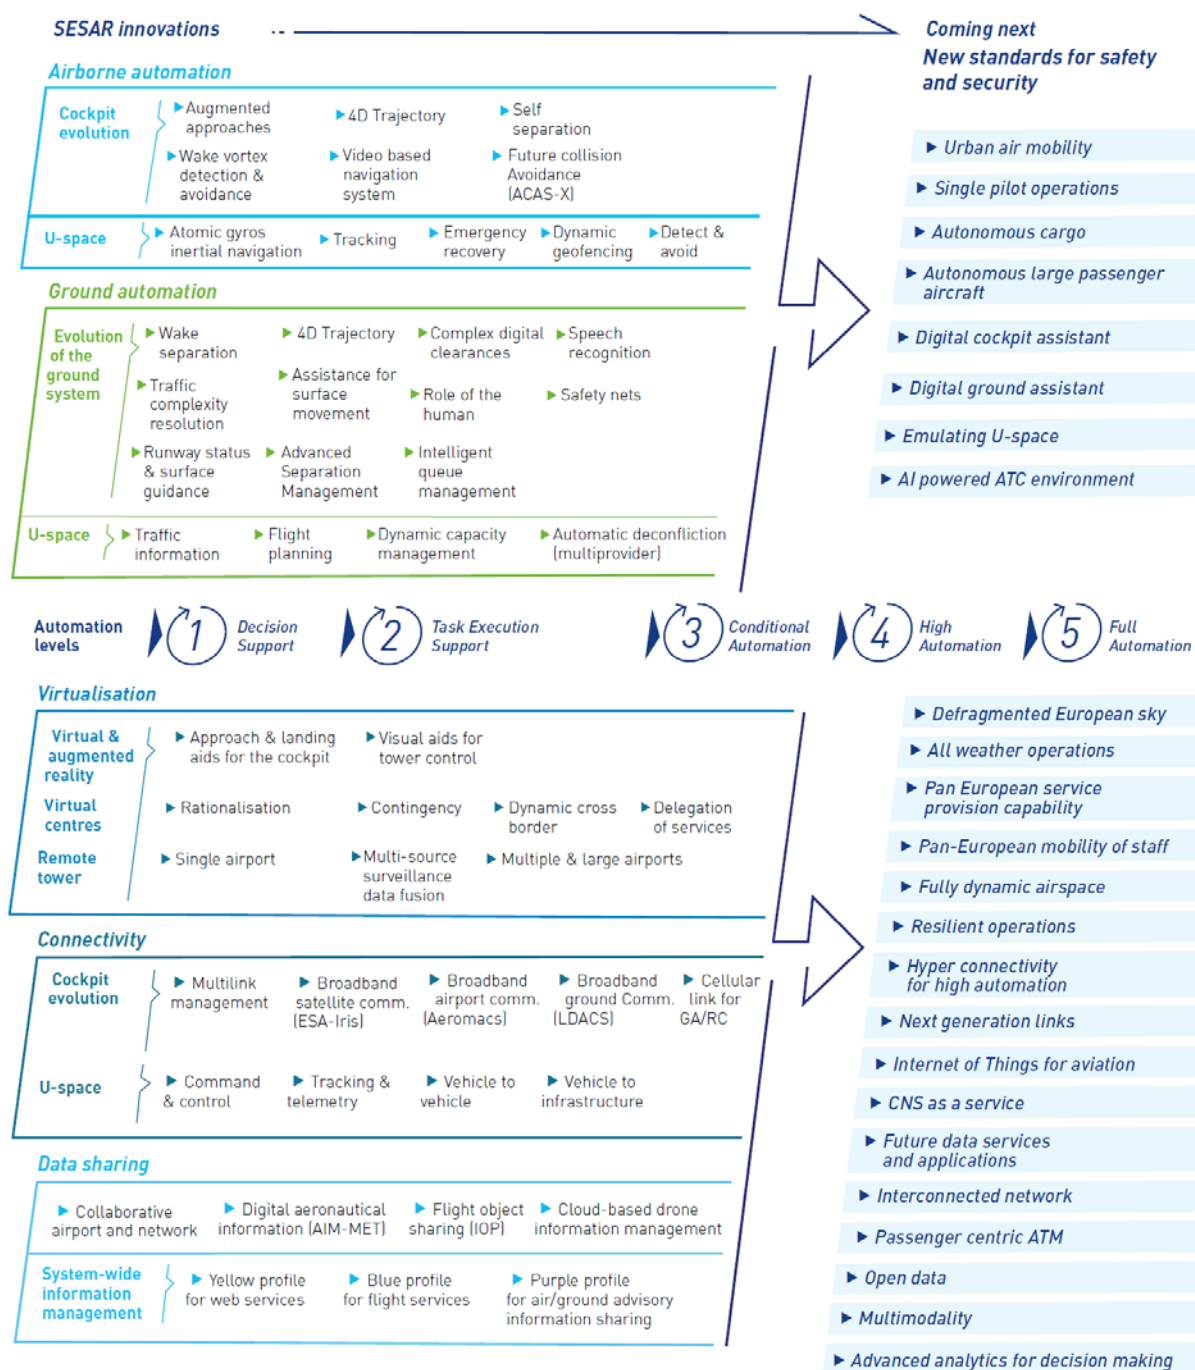 SESAR innovations
Coming next
New standards for safety
and security
Airborne automation
Cockpit
evolution
Augmented
approaches
4D Trajectory
Self
separation
Wake vortex
detection &
avoidance
Video based
navigation
system
Future collision
Avoidance
(ACAS-X)
U-space
Atomic gyros
inertial navigation
Tracking
Emergency
recovery
Dynamic
geofencing
Detect &
avoid
Ground automation
Evolution
of the
ground
system
Wake
separation
4D Trajectory
Complex digital
clearances
Speech
recognition
Traffic
complexity
resolution
Assistance for
surface
movement
Role of the
human
Safety nets
Runway status
& surface
guidance
Advanced
Separation
Management
Intelligent
queue
management
U-space
Traffic
information
Flight
planning
Dynamic capacity
management
Automatic deconfliction
(multiprovider)
Urban air mobility
Single pilot operations
Autonomous cargo
Autonomous large passenger
aircraft
Digital cockpit assistant
Digital ground assistant
Emulating U-space
AI powered ATC environment
Automation
levels
1
Decision
Support
2
Task Execution
Support
3
Conditional
Automation
4
High
Automation
5
Full
Automation
Virtualisation
Virtual &
augmented
reality
Approach & landing
aids for the cockpit
Visual aids for
tower control
Virtual
centres
Rationalisation
Contingency
Dynamic cross
border
Delegation
of services
Remote
tower
Single airport
Multi-source
surveillance
data fusion
Multiple & large airports
Connectivity
Cockpit
evolution
Multilink
management
Broadband
satellite comm.
(ESA-Iris)
Broadband
airport comm.
(Aeromacs)
Broadband
ground Comm.
(LDACS)
Cellular
link for
GA/RC
U-space
Command
& control
Tracking &
telemetry
Vehicle to
vehicle
Vehicle to
infrastructure
Data sharing
Collaborative
airport and network
Digital aeronautical
information (AIM-MET)
Flight object
sharing (IOP)
Cloud-based drone
information management
System-wide
information
management
Yellow profile
for web services
Blue profile
for flight services
Purple profile
for air/ground advisory
information sharing
Defragmented European sky
All weather operations
Pan European service
provision capability
Pan-European mobility of staff
Fully dynamic airspace
Resilient operations
Hyper connectivity
for high automation
Next generation links
Internet of Things for aviation
CNS as a service
Future data services
and applications
Interconnected network
Passenger centric ATM
Open data
Multimodality
Advanced analytics for decision making